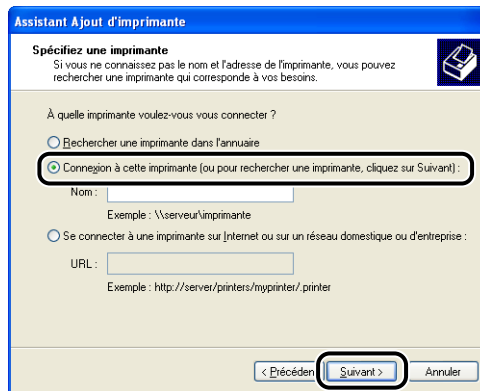 Assistant Ajout d'imprimante
Spécifiez une imprimante
Si vous ne connaissez pas le nom et l'adresse de l'imprimante, vous pouvez
rechercher une imprimante qui corresponde à vos besoins.
À quelle imprimante voulez-vous vous connecter ?
Rechercher une imprimante dans l'annuaire
Connexion à cette imprimante (ou pour rechercher une imprimante, cliquez sur Suivant) :
Nom :
Exemple : \\serveur\imprimante
Se connecter à une imprimante sur Internet ou sur un réseau domestique ou d'entreprise :
URL :
Exemple : http://server/printers/myprinter/.printer
< Précéden
Suivant >
Annuler